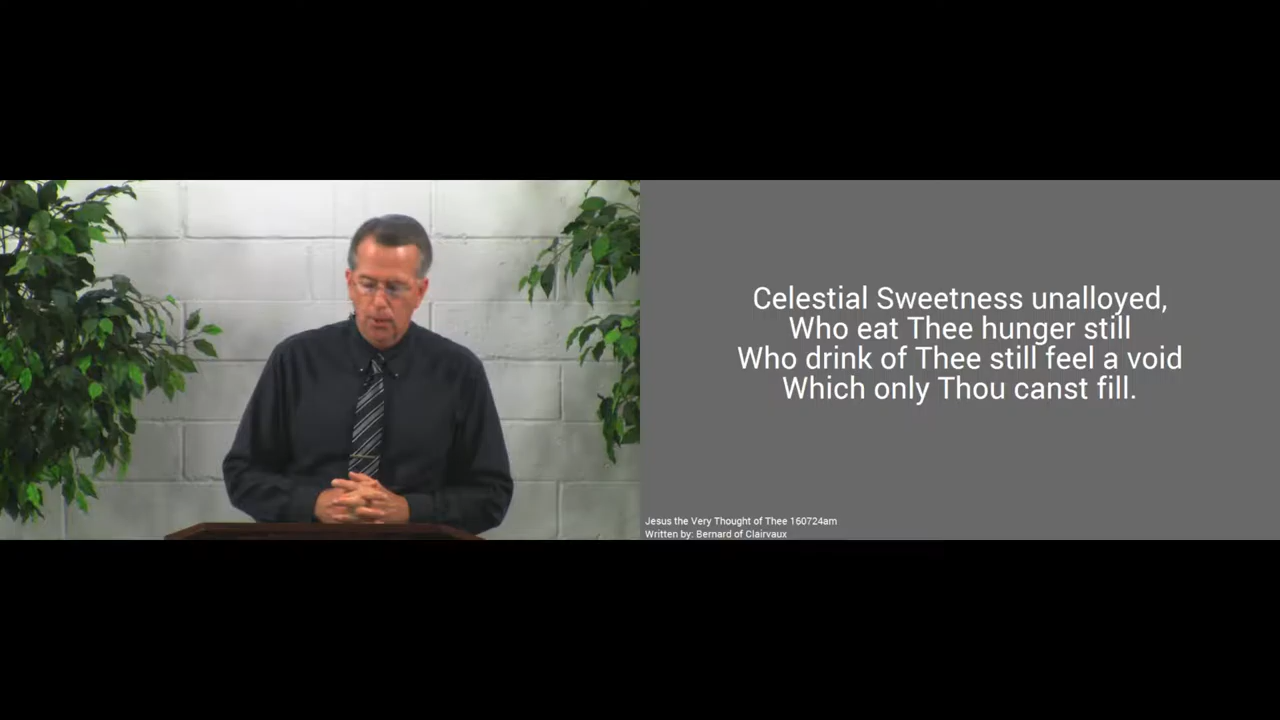 Celestial Sweetness unalloyed,
Who eat Thee hunger still
Who drink of Thee still feel a void
Which only Thou canst fill.
Jesus the Very Thought of Thee 160724am
Written by: Bernard of Clairvaux